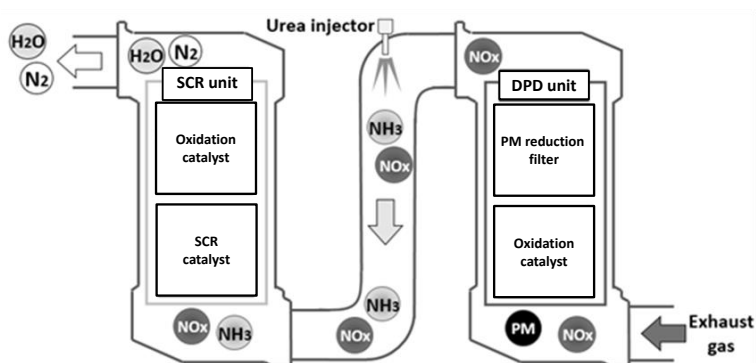 H2O
N2
H2O
N2
SCR unit
Oxidation
catalyst
SCR
catalyst
NOx
NH3
Urea injector
NH3
NOx
NH3
NOx
NOx
DPD unit
PM reduction
filter
Oxidation
catalyst
PM
NOx
Exhaust
gas